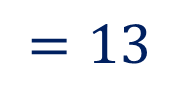 = 13